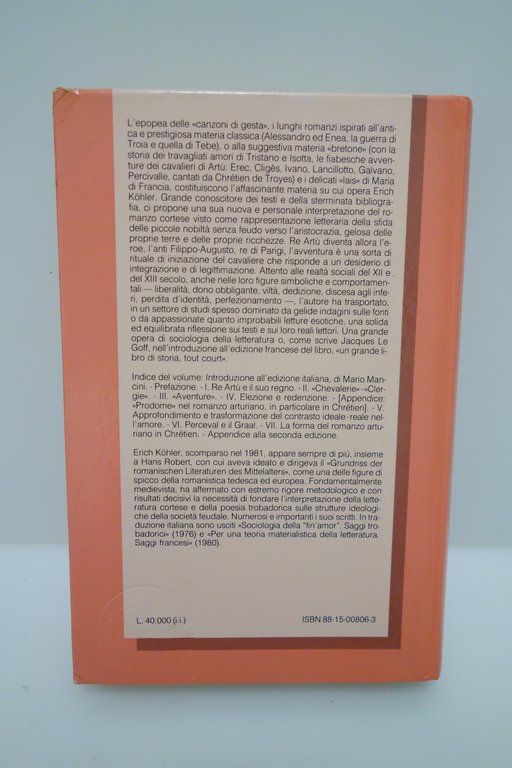 L'epopea delle «canzoni di gesta», i lunghi romanzi ispirati all'anti-
ca e prestigiosa materia classica (Alessandro ed Enea, la guerra di
Troia e quella di Tebe), o alla suggestiva materia «bretone» (con la
storia dei travagliati amori di Tristano e Isotta, le fiabesche avven-
ture dei cavalieri di Artù: Erec, Cligès, Ivano, Lancillotto, Galvano,
Percivalle, cantati da Chrétien de Troyes) e i delicati «lais» di Maria
di Francia, costituiscono l'affascinante materia su cui opera Erich
Köhler. Grande conoscitore dei testi e della sterminata bibliogra-
fia, ci propone una sua nuova e personale interpretazione del ro-
manzo cortese visto come rappresentazione letteraria della sfida
delle piccole nobiltà senza feudo verso l'aristocrazia, gelosa delle
proprie terre e delle proprie ricchezze. Re Artù diventa allora l'e-
roe, l'anti Filippo-Augusto, re di Parigi, l'avventura è una sorta di
rituale di iniziazione del cavaliere che risponde a un desiderio di
integrazione e di legittimazione. Attento alle realtà sociali del XII e
del XIII secolo, anche nelle loro figure simboliche e comportamen-
tali — liberalità, dono obbligante, viltà, dedizione, discesa agli infe-
ri, perdita d'identità, perfezionamento —, l'autore ha trasportato,
in un settore di studi spesso dominato da gelide indagini sulle fonti
o da appassionate quanto improbabili letture esotiche, una solida
ed equilibrata riflessione sui testi e sui loro reali lettori. Una grande
opera di sociologia della letteratura o, come scrive Jacques Le
Goff, nell'introduzione all'edizione francese del libro, «un grande li-
bro di storia, tout court».
Indice del volume: Introduzione all'edizione italiana, di Mario Man-
cini. - Prefazione. - I. Re Artù e il suo regno. - II. «Chevalerie»-«Cler-
gie». - III. «Aventure». - IV. Elezione e redenzione. - [Appendice:
«Prodome» nel romanzo arturiano, in particolare in Chrétien]. - V.
Approfondimento e trasformazione del contrasto ideale-reale nel-
l'amore. - VI. Perceval e il Graal. - VII. La forma del romanzo artu-
riano in Chrétien. - Appendice alla seconda edizione.
Erich Köhler, scomparso nel 1981, appare sempre di più, insieme
a Hans Robert, con cui aveva ideato e dirigeva il «Grundriss der
romanischen Literaturen des Mittelalters», come una delle figure di
spicco della romanistica tedesca ed europea. Fondamentalmente
medievista, ha affermato con estremo rigore metodologico e con
risultati decisivi la necessità di fondare l'interpretazione della lette-
ratura cortese e della poesia trobadorica sulle strutture ideologi-
che della società feudale. Numerosi e importanti i suoi scritti. In tra-
duzione italiana sono usciti «Sociologia della "fin'amor". Saggi tro-
badorici» (1976) e «Per una teoria materialistica della letteratura.
Saggi francesi» (1980).
L. 40.000 (i.i.)
ISBN 88-15-00806-3